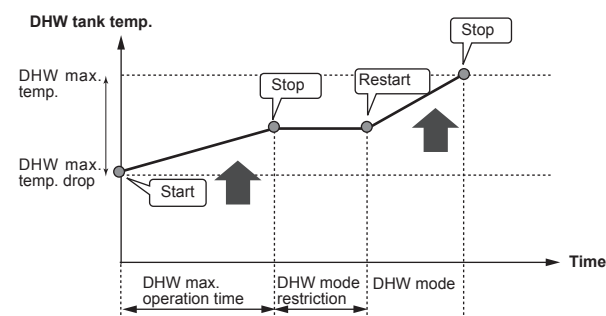 DHW tank temp.
Stop
DHW max.
temp.
Stop
Restart
DHW max.
temp. drop
Start
Time
DHW max.
operation time
DHW mode
restriction
DHW mode